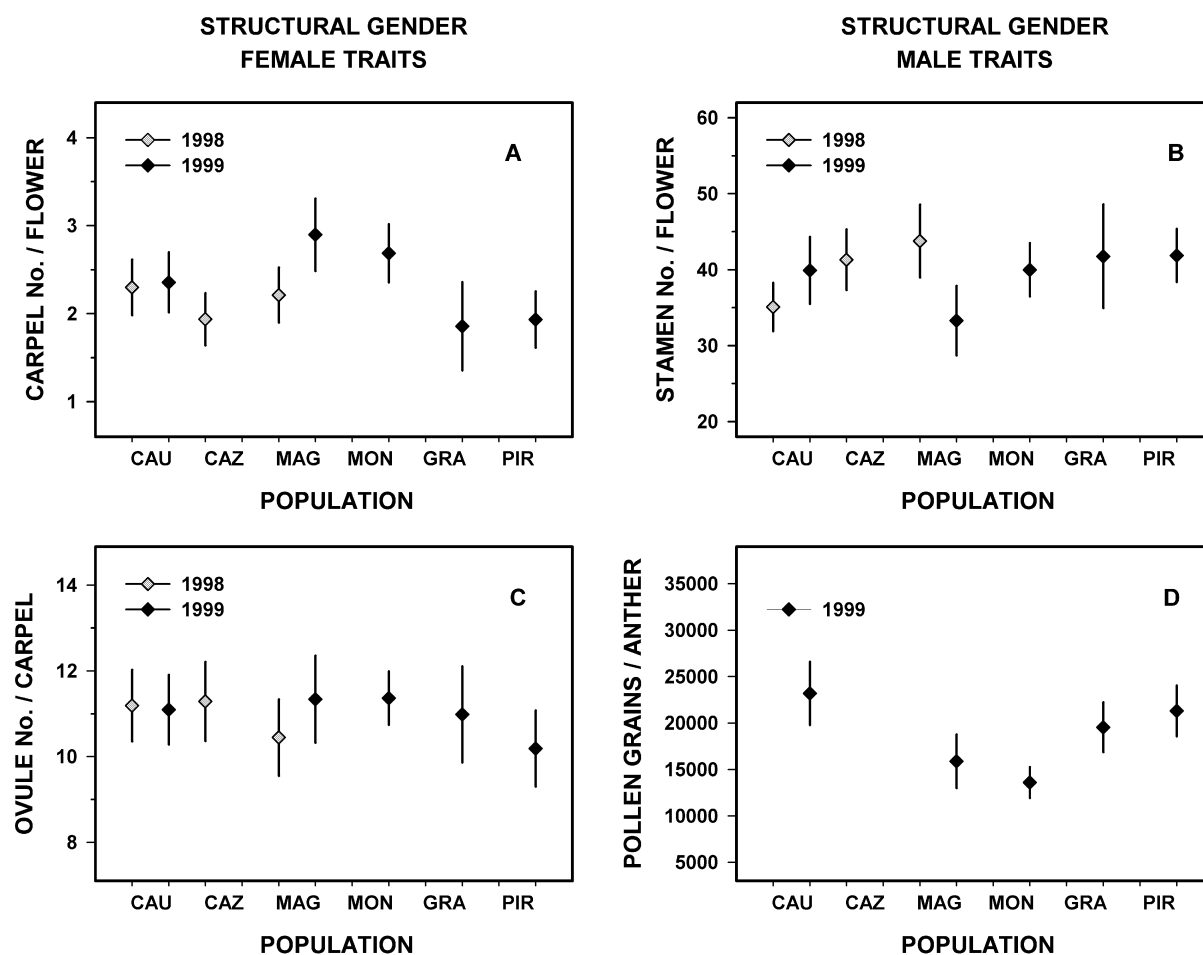 STRUCTURAL GENDER
FEMALE TRAITS
STRUCTURAL GENDER
MALE TRAITS
CARPEL No. / FLOWER
4
3
2
1
1998
1999
A
CAU CAZ MAG MON GRA PIR
POPULATION
STAMEN No. / FLOWER
60
50
40
30
20
1998
1999
B
CAU CAZ MAG MON GRA PIR
POPULATION
OVULE No. / CARPEL
14
12
10
8
1998
1999
C
CAU CAZ MAG MON GRA PIR
POPULATION
POLLEN GRAINS / ANTHER
35000
30000
25000
20000
15000
10000
5000
1999
D
CAU CAZ MAG MON GRA PIR
POPULATION